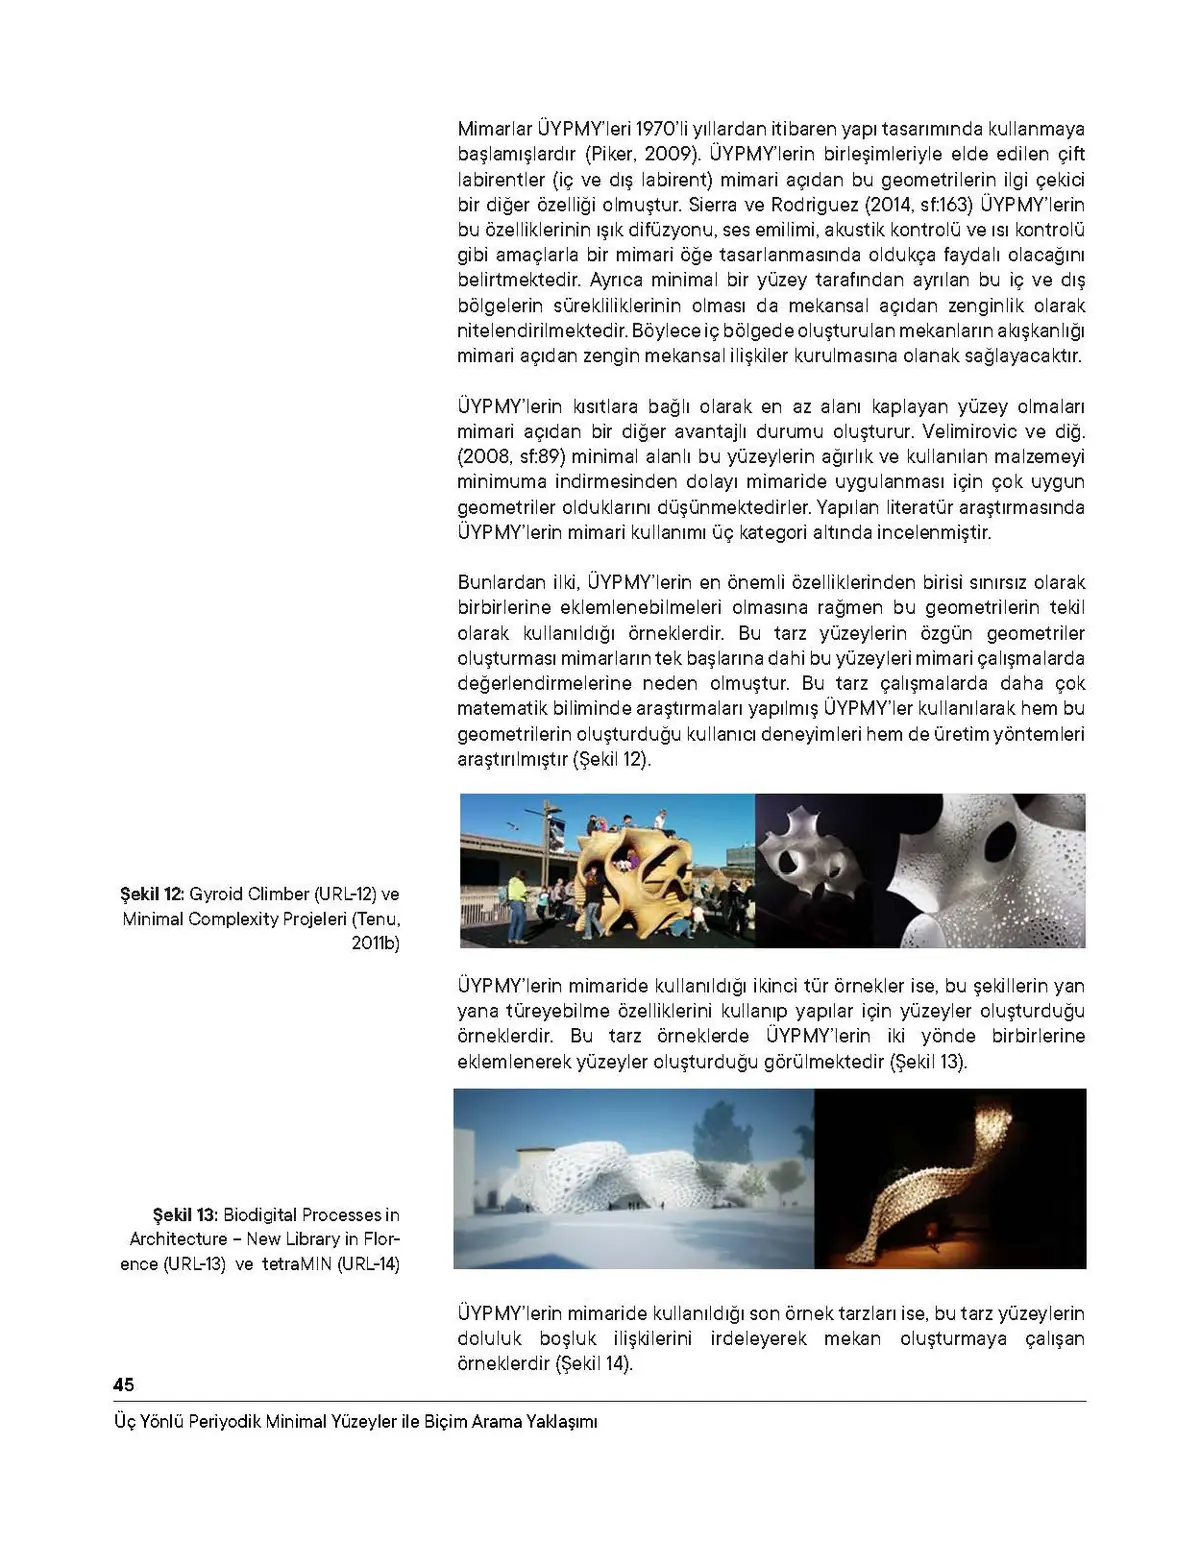 Mimarlar ÜYPMY’leri 1970’li yıllardan itibaren yapı tasarımında kullanmaya
başlamışlardır (Piker, 2009). ÜYPMY’lerin birleşimleriyle elde edilen çift
labirentler (iç ve dış labirent) mimari açıdan bu geometrilerin ilgi çekici
bir diğer özelliği olmuştur. Sierra ve Rodriguez (2014, sf:163) ÜYPMY’lerin
bu özelliklerinin ışık difüzyonu, ses emilimi, akustik kontrolü ve ısı kontrolü
gibi amaçlarla bir mimari öğe tasarlanmasında oldukça faydalı olacağını
belirtmektedir. Ayrıca minimal bir yüzey tarafından ayrılan bu iç ve dış
bölgelerin sürekliliklerinin olması da mekansal açıdan zenginlik olarak
nitelendirilmektedir. Böylece iç bölgede oluşturulan mekanların akışkanlığı
mimari açıdan zengin mekansal ilişkiler kurulmasına olanak sağlayacaktır.
ÜYPMY’lerin kısıtlara bağlı olarak en az alanı kaplayan yüzey olmaları
mimari açıdan bir diğer avantajlı durumu oluşturur. Velimirovic ve diğ.
(2008, sf:89) minimal alanlı bu yüzeylerin ağırlık ve kullanılan malzemeyi
minimuma indirmesinden dolayı mimaride uygulanması için çok uygun
geometriler olduklarını düşünmektedirler. Yapılan literatür araştırmasında
ÜYPMY’lerin mimari kullanımı üç kategori altında incelenmiştir.
Bunlardan ilki, ÜYPMY’lerin en önemli özelliklerinden birisi sınırsız olarak
birbirlerine eklemlenebilmeleri olmasına rağmen bu geometrilerin tekil
olarak kullanıldığı örneklerdir. Bu tarz yüzeylerin özgün geometriler
oluşturması mimarların tek başlarına dahi bu yüzeyleri mimari çalışmalarda
değerlendirmelerine neden olmuştur. Bu tarz çalışmalarda daha çok
matematik biliminde araştırmaları yapılmış ÜYPMY’ler kullanılarak hem bu
geometrilerin oluşturduğu kullanıcı deneyimleri hem de üretim yöntemleri
araştırılmıştır (Şekil 12).
Şekil 12: Gyroid Climber (URL-12) ve
Minimal Complexity Projeleri (Tenu,
2011b)
ÜYPMY’lerin mimaride kullanıldığı ikinci tür örnekler ise, bu şekillerin yan
yana türeyebilme özelliklerini kullanıp yapılar için yüzeyler oluşturduğu
örneklerdir. Bu tarz örneklerde ÜYPMY’lerin iki yönde birbirlerine
eklemlenerek yüzeyler oluşturduğu görülmektedir (Şekil 13).
Şekil 13: Biodigital Processes in
Architecture – New Library in Flor-
ence (URL-13) ve tetraMIN (URL-14)
ÜYPMY’lerin mimaride kullanıldığı son örnek tarzları ise, bu tarz yüzeylerin
doluluk boşluk ilişkilerini irdeleyerek mekan oluşturmaya çalışan
örneklerdir (Şekil 14).
45
Üç Yönlü Periyodik Minimal Yüzeyler ile Biçim Arama Yaklaşımı